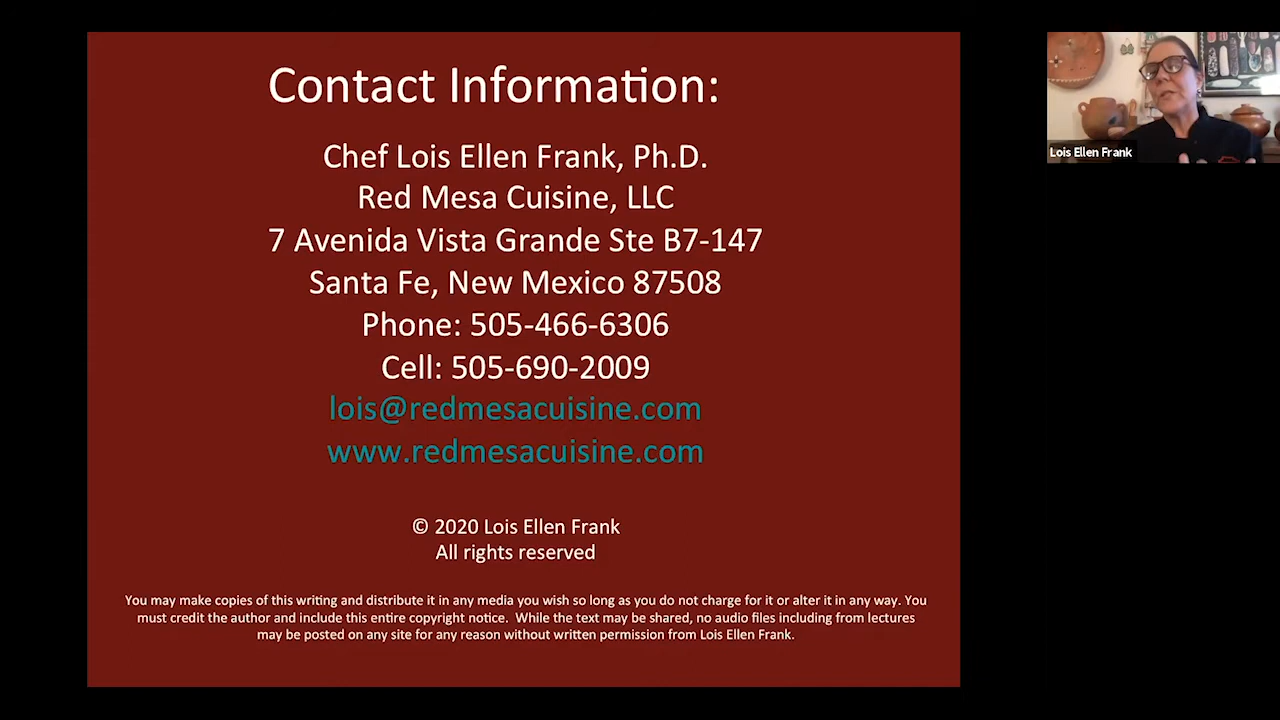 Contact Information:
Chef Lois Ellen Frank, Ph.D.
Red Mesa Cuisine, LLC
7 Avenida Vista Grande Ste B7-147
Santa Fe, New Mexico 87508
Phone: 505-466-6306
Cell: 505-690-2009
lois@redmesacuisine.com
www.redmesacuisine.com
© 2020 Lois Ellen Frank
All rights reserved
You may make copies of this writing and distribute it in any media you wish so long as you do not charge for it or alter it in any way. You
must credit the author and include this entire copyright notice.  While the text may be shared, no audio files including from lectures
may be posted on any site for any reason without written permission from Lois Ellen Frank.
Lois Ellen Frank